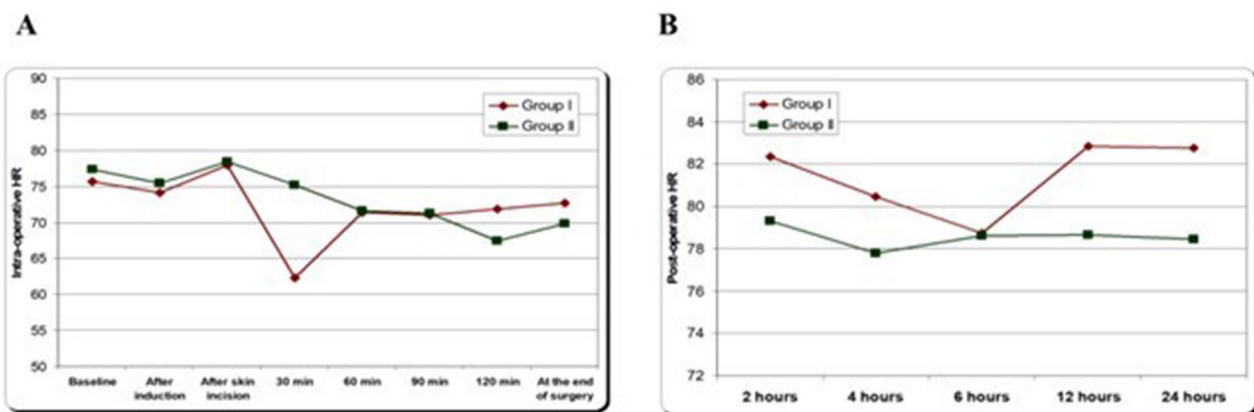 A
90
85
80
75
70
65
60
55
50
Intra-operative HR
Group I
Group II
Baseline
After
induction
After skin
incision
30 min
60 min
90 min
120 min
At the end
of surgery
B
86
84
82
80
78
76
74
72
Post-operative HR
Group I
Group II
2 hours
4 hours
6 hours
12 hours
24 hours